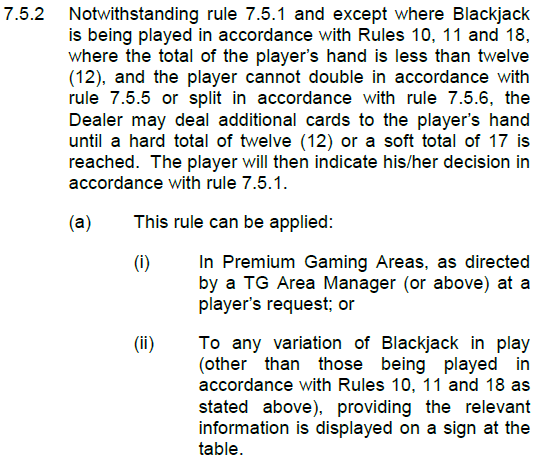 7.5.2 Notwithstanding rule 7.5.1 and except where Blackjack
is being played in accordance with Rules 10, 11 and 18,
where the total of the player's hand is less than twelve
(12), and the player cannot double in accordance with
rule 7.5.5 or split in accordance with rule 7.5.6, the
Dealer may deal additional cards to the player's hand
until a hard total of twelve (12) or a soft total of 17 is
reached. The player will then indicate his/her decision in
accordance with rule 7.5.1.
(a) This rule can be applied:
(i) In Premium Gaming Areas, as directed
by a TG Area Manager (or above) at a
player's request; or
(ii) To any variation of Blackjack in play
(other than those being played in
accordance with Rules 10, 11 and 18 as
stated above), providing the relevant
information is displayed on a sign at the
table.